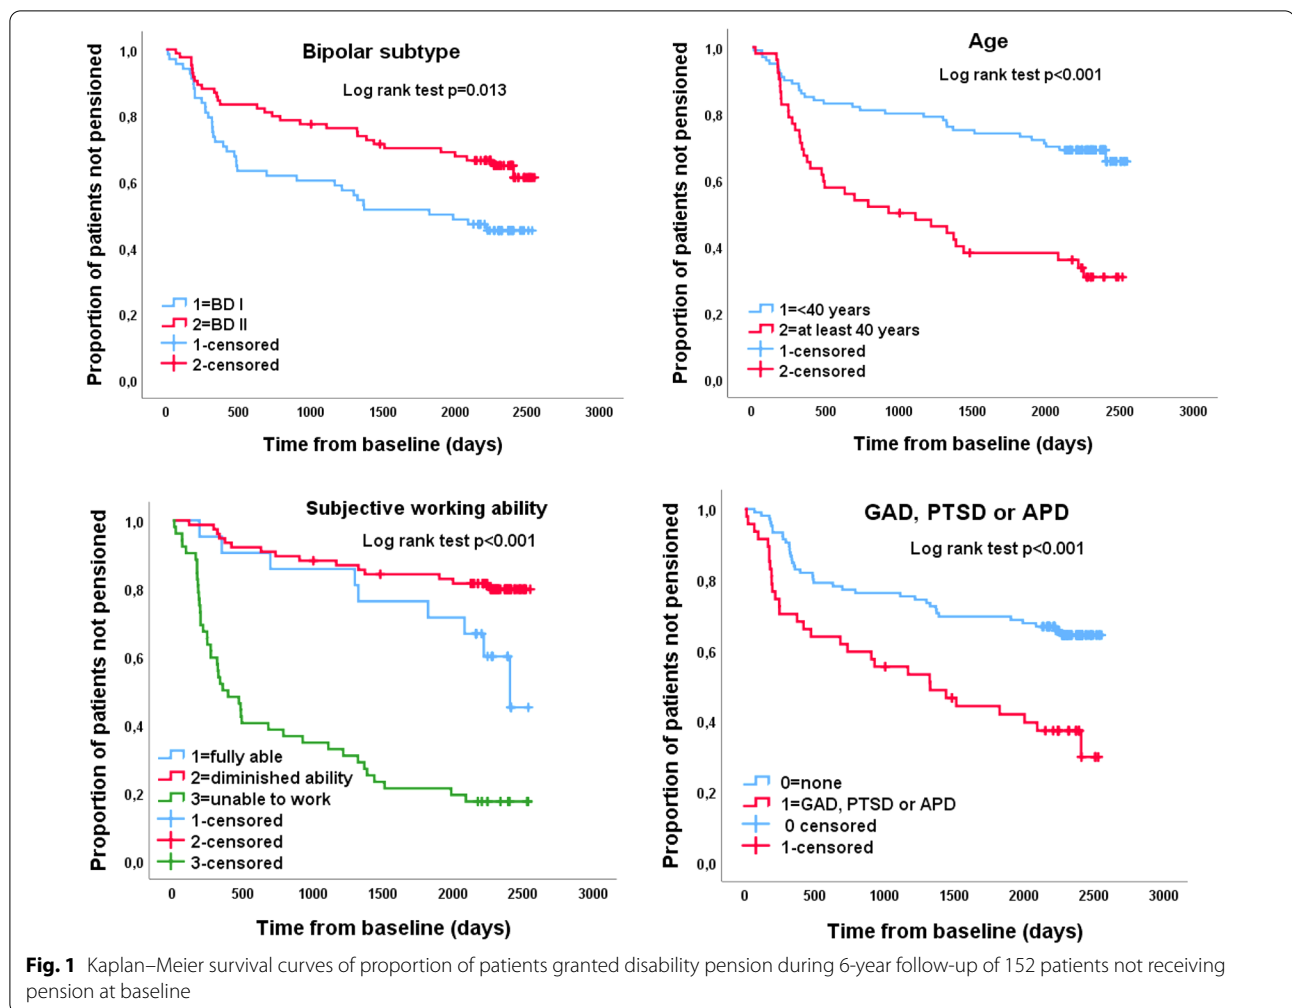 Bipolar subtype
Log rank test p=0.013
Proportion of patients not pensioned
1,0
0,8
0,6
0,4
0,2
0,0
1=BD I
2=BD II
1-censored
2-censored
0 500 1000 1500 2000 2500 3000
Time from baseline (days)
Age
Log rank test p<0.001
Proportion of patients not pensioned
1,0
0,8
0,6
0,4
0,2
0,0
1=<40 years
2=at least 40 years
1-censored
2-censored
0 500 1000 1500 2000 2500 3000
Time from baseline (days)
Subjective working ability
Log rank test p<0.001
Proportion of patients not pensioned
1,0
0,8
0,6
0,4
0,2
0,0
1=fully able
2=diminished ability
3=unable to work
1-censored
2-censored
3-censored
0 500 1000 1500 2000 2500 3000
Time from baseline (days)
GAD, PTSD or APD
Log rank test p<0.001
Proportion of patients not pensioned
1,0
0,8
0,6
0,4
0,2
0,0
0=none
1=GAD, PTSD or APD
0 censored
1-censored
0 500 1000 1500 2000 2500 3000
Time from baseline (days)
Fig. 1 Kaplan–Meier survival curves of proportion of patients granted disability pension during 6-year follow-up of 152 patients not receiving
pension at baseline